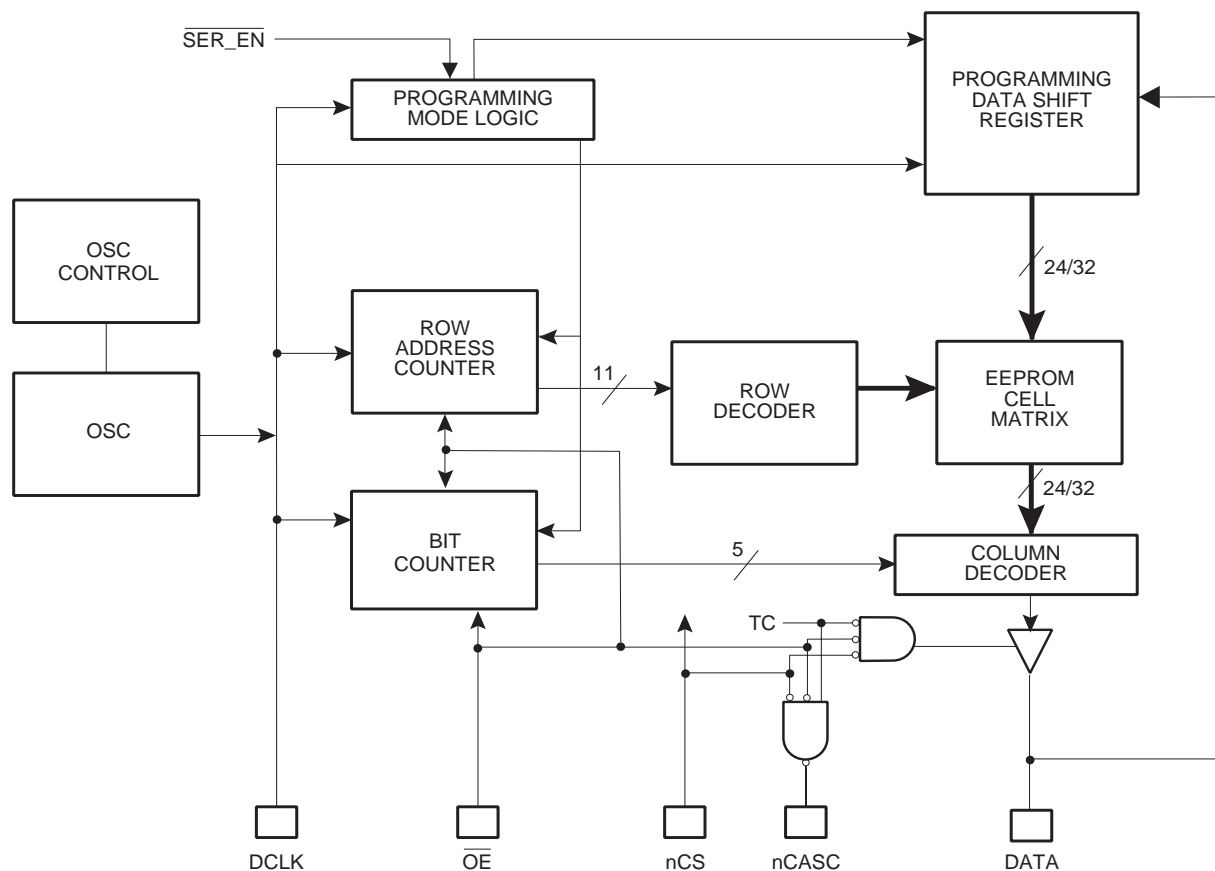 SER_EN
PROGRAMMING
MODE LOGIC
PROGRAMMING
DATA SHIFT
REGISTER
OSC
CONTROL
24/32
ROW
ADDRESS
COUNTER
11
ROW
DECODER
EEPROM
CELL
MATRIX
OSC
24/32
BIT
COUNTER
5
COLUMN
DECODER
TC
DCLK
OE
nCS
nCASC
DATA